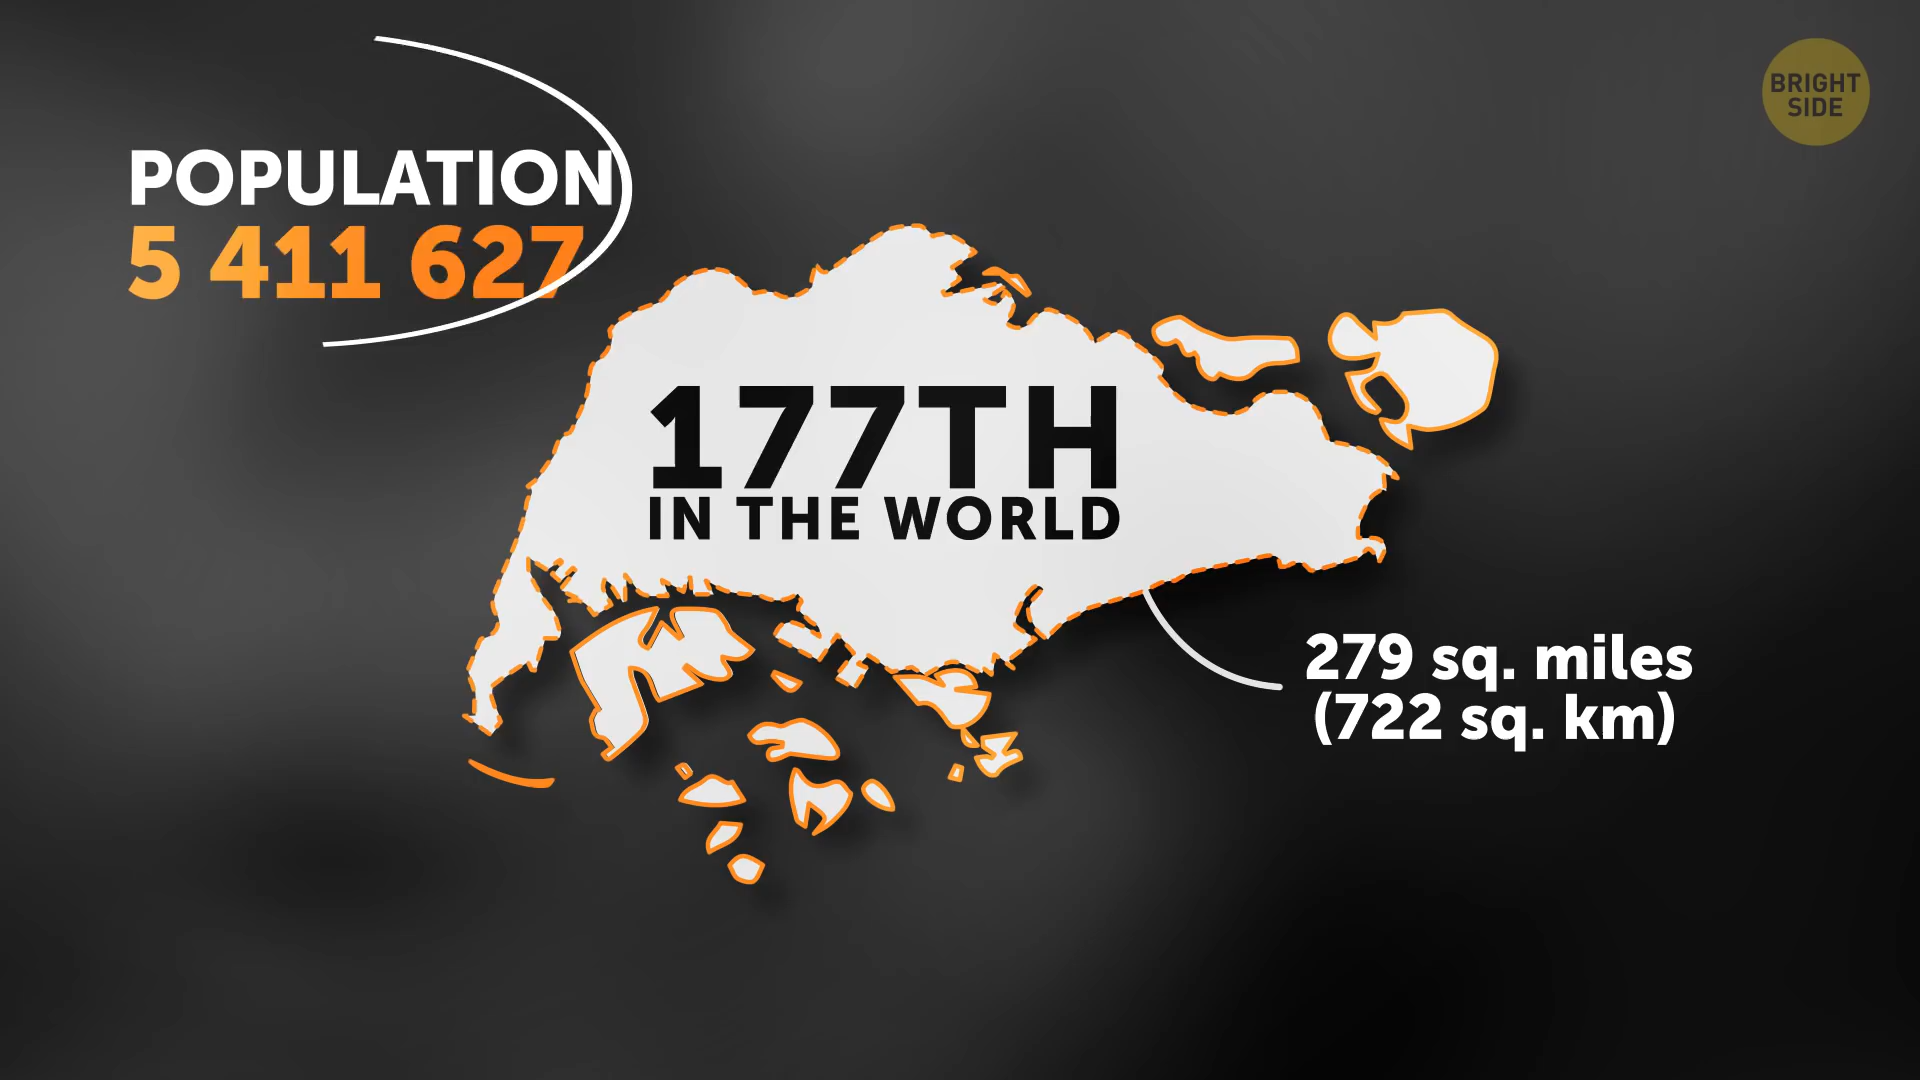 POPULATION
5 411 627
BRIGHT
SIDE
177TH
IN THE WORLD
279 sq. miles
(722 sq. km)